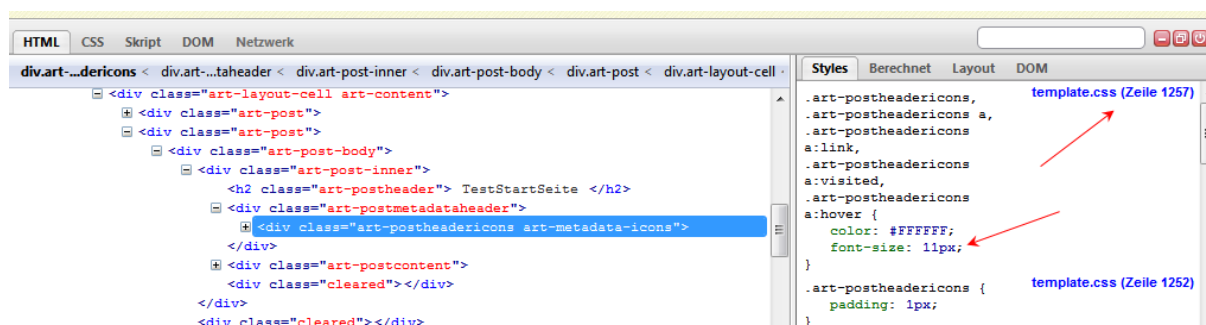 HTML CSS Skript DOM Netzwerk
div.art-...dericons < div.art-...taheader < div.art-post-inner < div.art-post-body < div.art-post < div.art-layout-cell
<div class="art-layout-cell art-content">
<div class="art-post">
<div class="art-post">
<div class="art-post-body">
<div class="art-post-inner">
<h2 class="art-postheader"> TestStartSeite </h2>
<div class="art-postmetadataheader">
<div class="art-postheadericons art-metadata-icons">
</div>
<div class="art-postcontent">
<div class="cleared"></div>
</div>
<div class="cleared"></div>
Styles Berechnet Layout DOM
.art-postheadericons, template.css (Zeile 1257)
.art-postheadericons a,
.art-postheadericons
a:link,
.art-postheadericons
a:visited,
.art-postheadericons
a:hover {
color: #FFFFFF;
font-size: 11px;
}
.art-postheadericons { template.css (Zeile 1252)
padding: 1px;
}